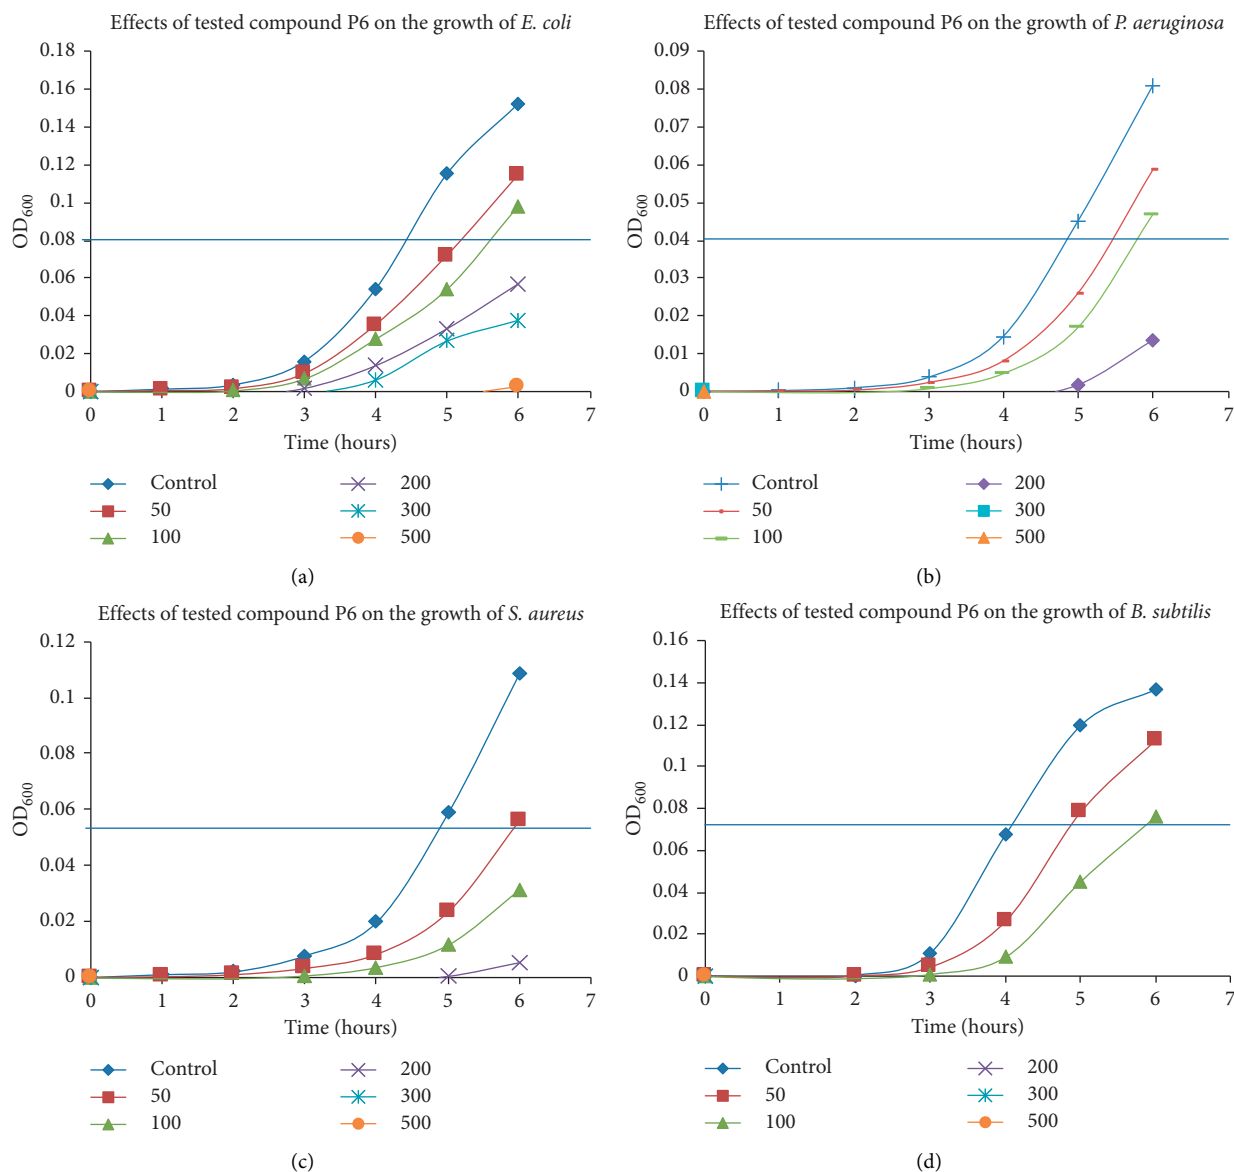 Effects of tested compound P6 on the growth of E. coli
0.18
0.16
0.14
0.12
0.1
0.08
0.06
0.04
0.02
0
OD600
0 1 2 3 4 5 6 7
Time (hours)
Control 200
50 300
100 500
(a)
Effects of tested compound P6 on the growth of P. aeruginosa
0.09
0.08
0.07
0.06
0.05
0.04
0.03
0.02
0.01
0
OD600
0 1 2 3 4 5 6 7
Time (hours)
Control 200
50 300
100 500
(b)
Effects of tested compound P6 on the growth of S. aureus
0.12
0.1
0.08
0.06
0.04
0.02
0
OD600
0 1 2 3 4 5 6 7
Time (hours)
Control 200
50 300
100 500
(c)
Effects of tested compound P6 on the growth of B. subtilis
0.16
0.14
0.12
0.1
0.08
0.06
0.04
0.02
0
OD600
0 1 2 3 4 5 6 7
Time (hours)
Control 200
50 300
100 500
(d)